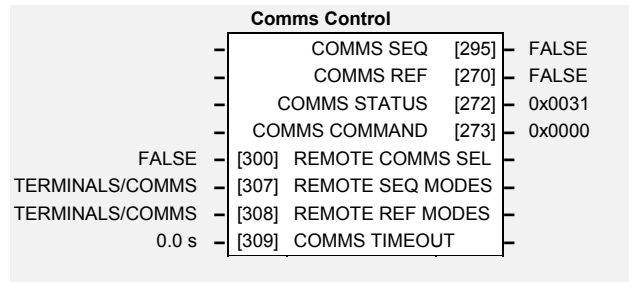 Comms Control
COMMS SEQ [295] – FALSE
COMMS REF [270] – FALSE
COMMS STATUS [272] – 0x0031
COMMS COMMAND [273] – 0x0000
FALSE – [300] REMOTE COMMS SEL –
TERMINALS/COMMS – [307] REMOTE SEQ MODES –
TERMINALS/COMMS – [308] REMOTE REF MODES –
0.0 s – [309] COMMS TIMEOUT –